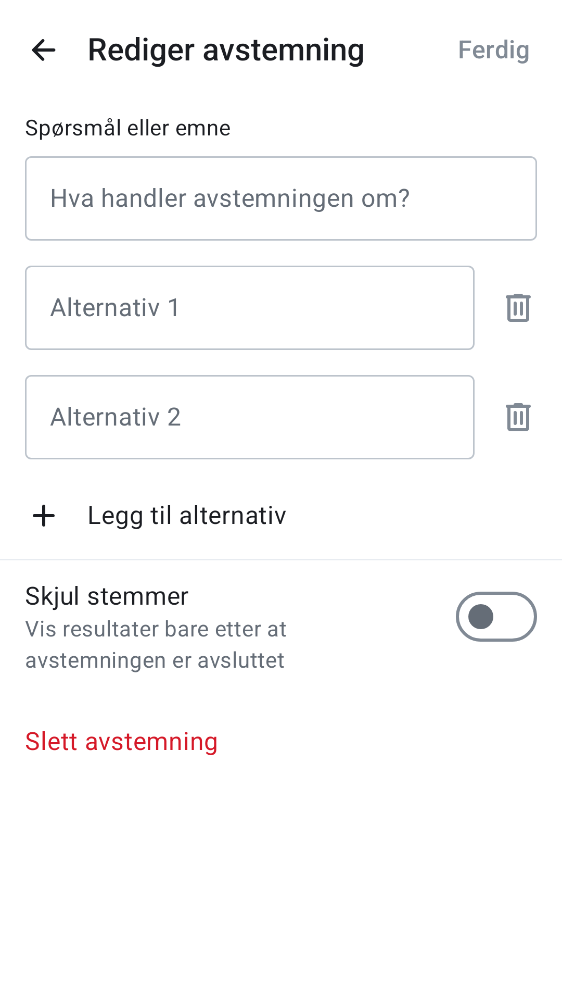 Rediger avstemning
Ferdig
Spørsmål eller emne
Hva handler avstemningen om?
Alternativ 1
Alternativ 2
Legg til alternativ
Skjul stemmer
Vis resultater bare etter at
avstemningen er avsluttet
Slett avstemning